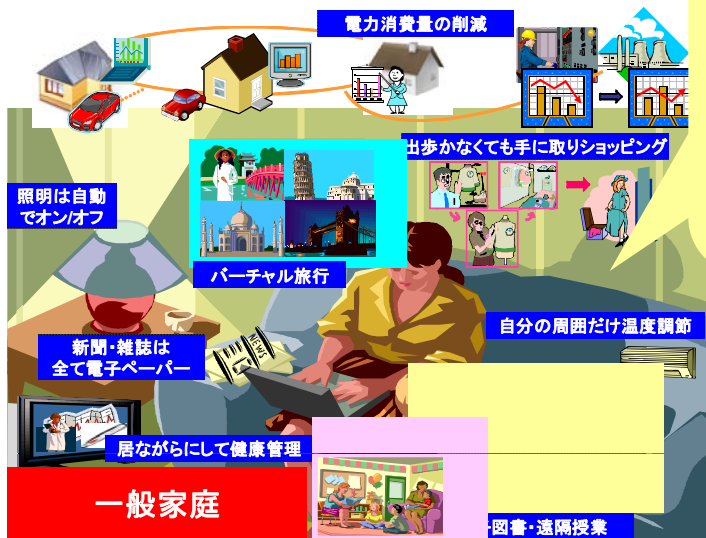 電力消費量の削減
出歩かなくても手に取りショッピング
照明は自動
でオン/オフ
バーチャル旅行
自分の周囲だけ温度調節
新聞・雑誌は
全て電子ペーパー
NEWS
居ながらにして健康管理
一般家庭
図書・遠隔授業